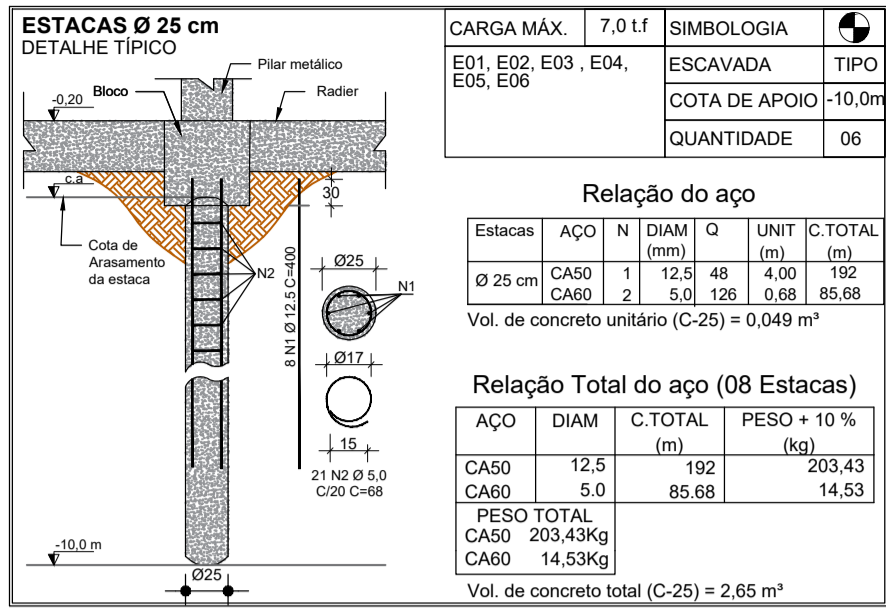 ESTACAS Ø 25 cm
DETALHE TÍPICO
Pilar metálico
Bloco
Radier
-0,20
c.a
30
Cota de
Arasamento
da estaca
N2
8 N1 Ø 12.5 C=400
Ø25
N1
Ø17
15
21 N2 Ø 5,0
C/20 C=68
-10,0 m
Ø25
CARGA MÁX. 7,0 t.f SIMBOLOGIA
E01, E02, E03 , E04,
E05, E06
ESCAVADA TIPO
COTA DE APOIO -10,0m
QUANTIDADE 06
Relação do aço
Estacas AÇO N DIAM Q UNIT C.TOTAL
(mm) (m) (m)
Ø 25 cm
CA50 1 12,5 48 4,00 192
CA60 2 5,0 126 0,68 85,68
Vol. de concreto unitário (C-25) = 0,049 m³
Relação Total do aço (08 Estacas)
AÇO DIAM C.TOTAL PESO + 10 %
(m) (kg)
CA50 12,5 192 203,43
CA60 5.0 85.68 14,53
PESO TOTAL
CA50 203,43Kg
CA60 14,53Kg
Vol. de concreto total (C-25) = 2,65 m³